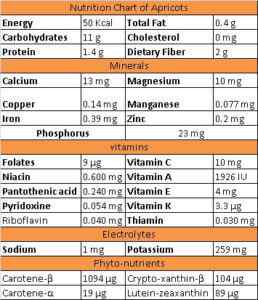 Nutrition Chart of Apricots
Energy 50 Kcal Total Fat 0.4 g
Carbohydrates 11 g Cholesterol 0 mg
Protein 1.4 g Dietary Fiber 2 g
Minerals
Calcium 13 mg Magnesium 10 mg
Copper 0.14 mg Manganese 0.077 mg
Iron 0.39 mg Zinc 0.2 mg
Phosphorus 23 mg
vitamins
Folates 9 µg Vitamin C 10 mg
Niacin 0.600 mg Vitamin A 1926 IU
Pantothenic acid 0.240 mg Vitamin E 4 mg
Pyridoxine 0.054 mg Vitamin K 3.3 µg
Riboflavin 0.040 mg Thiamin 0.030 mg
Electrolytes
Sodium 1 mg Potassium 259 mg
Phyto-nutrients
Carotene-β 1094 µg Crypto-xanthin-β 104 µg
Carotene-α 19 µg Lutein-zeaxanthin 89 µg